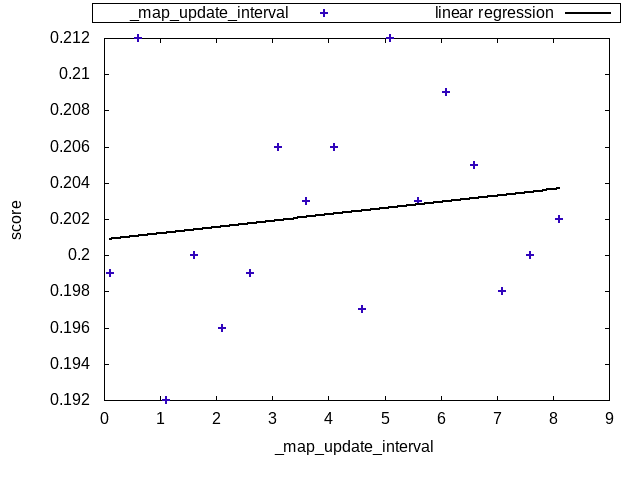 _map_update_interval linear regression
0.212
0.21
0.208
0.206
0.204
0.202
0.2
0.198
0.196
0.194
0.192
score
0 1 2 3 4 5 6 7 8 9
_map_update_interval